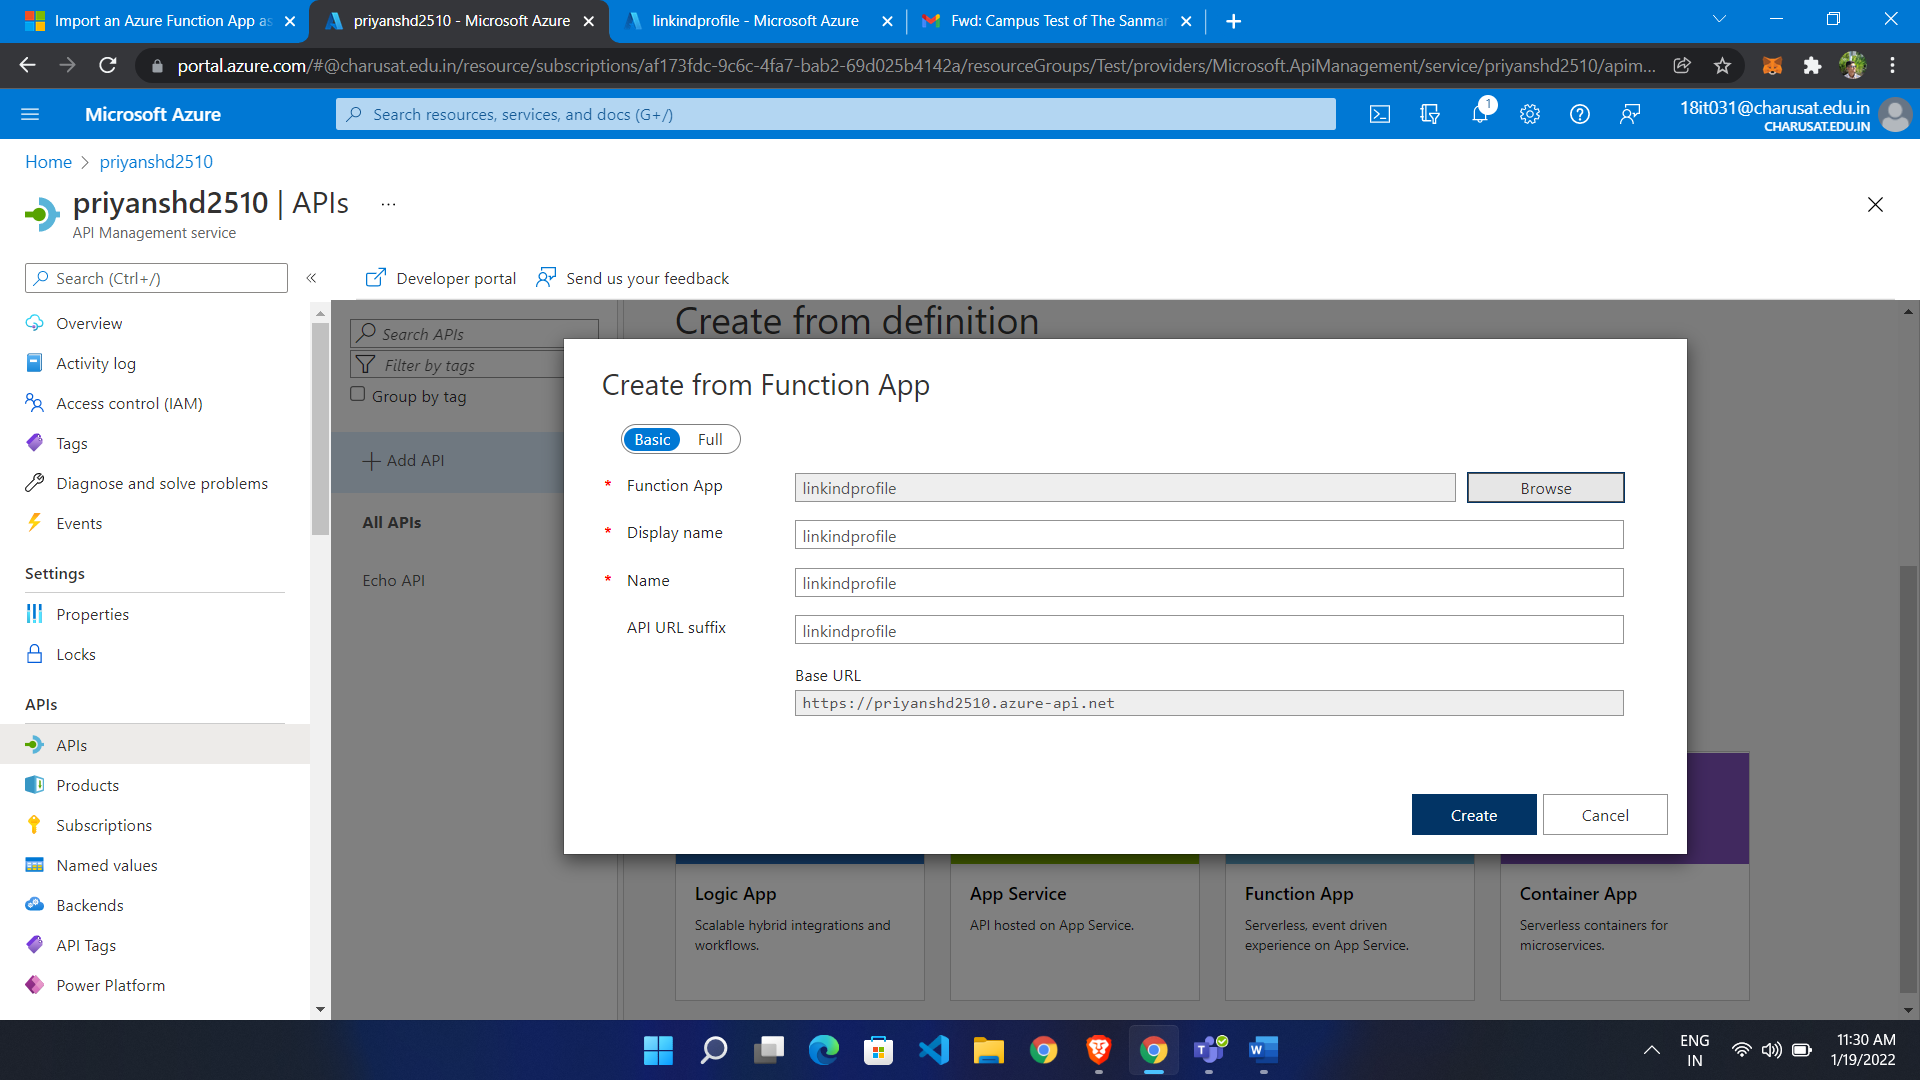 Import an Azure Function App as
priyanshd2510 - Microsoft Azure
linkindprofile - Microsoft Azure
Fwd: Campus Test of The Sanmar
portal.azure.com/#@charusat.edu.in/resource/subscriptions/af173fdc-9c6c-4fa7-bab2-69d025b4142a/resourceGroups/Test/providers/Microsoft.ApiManagement/service/priyanshd2510/apim...
Microsoft Azure
Search resources, services, and docs (G+/)
1
18it031@charusat.edu.in
CHARUSAT.EDU.IN
Home > priyanshd2510
priyanshd2510 | APIs ...
API Management service
Search (Ctrl+/)
«
Developer portal
Send us your feedback
Overview
Activity log
Access control (IAM)
Tags
Diagnose and solve problems
Events
Settings
Properties
Locks
APIs
APIs
Products
Subscriptions
Named values
Backends
API Tags
Power Platform
Search APIs
Filter by tags
Group by tag
+ Add API
All APIs
Echo API
Create from definition
Create from Function App
Basic Full
* Function App linkindprofile Browse
* Display name linkindprofile
* Name linkindprofile
API URL suffix linkindprofile
Base URL
https://priyanshd2510.azure-api.net
Create Cancel
Logic App
Scalable hybrid integrations and
workflows.
App Service
API hosted on App Service.
Function App
Serverless, event driven
experience on App Service.
Container App
Serverless containers for
microservices.
ENG
IN
11:30 AM
1/19/2022